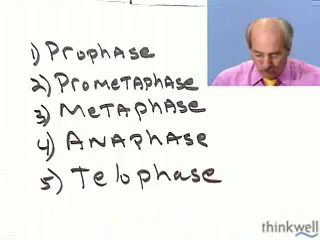 1) Prophase
2) Prometaphase
3) Metaphase
4) Anaphase
5) Telophase
thinkwell